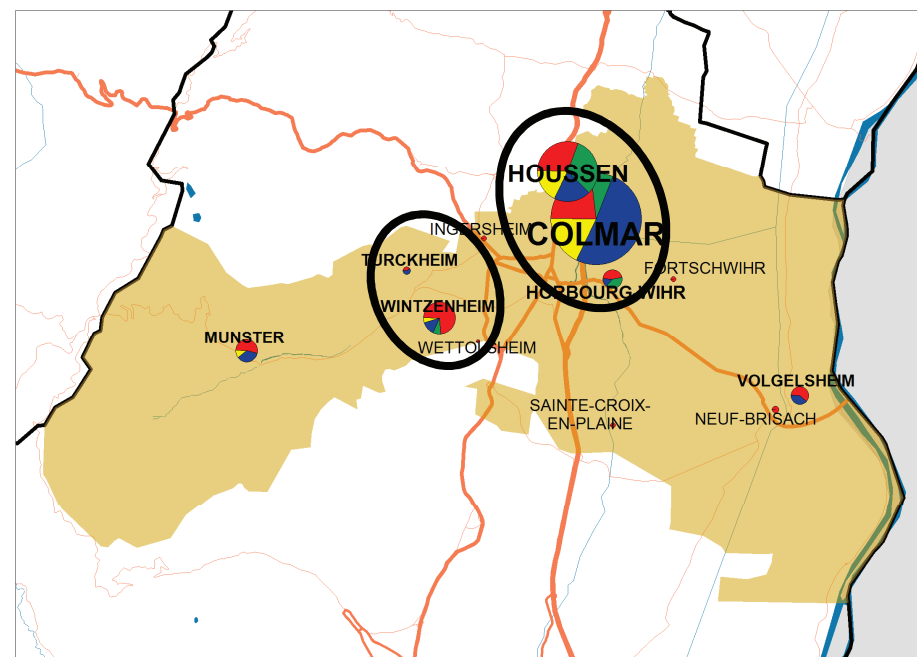 HOUSSEN
INGERSHEIM
COLMAR
TURCKHEIM
FORTSCHWIHR
HORBOURG-WIHR
WINTZENHEIM
MUNSTER
WETTOLSHEIM
VOLGELSHEIM
SAINTE-CROIX-
EN-PLAINE
NEUF-BRISACH